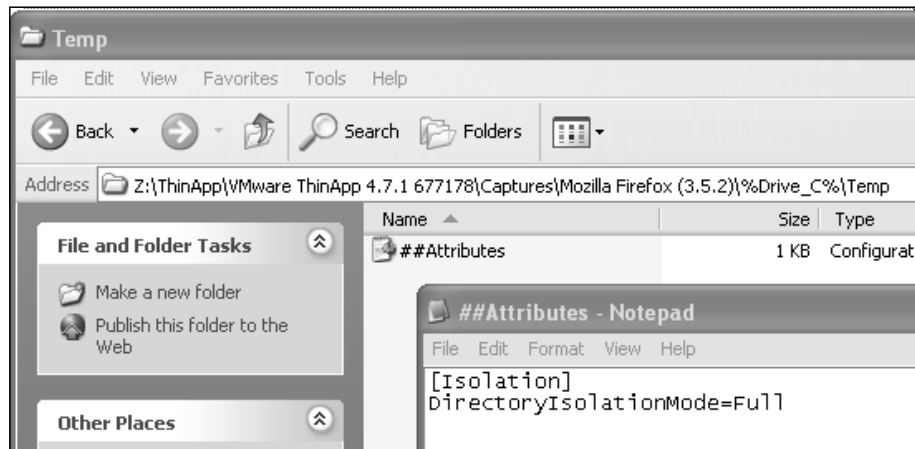 Temp
File Edit View Favorites Tools Help
Back Search Folders
Address Z:\ThinApp\VMware ThinApp 4.7.1 677178\Captures\Mozilla Firefox (3.5.2)\%Drive_C%\Temp
Name Size Type
File and Folder Tasks
##Attributes 1 KB Configurat
Make a new folder
Publish this folder to the
Web
##Attributes - Notepad
File Edit Format View Help
[Isolation]
DirectoryIsolationMode=Full
Other Places